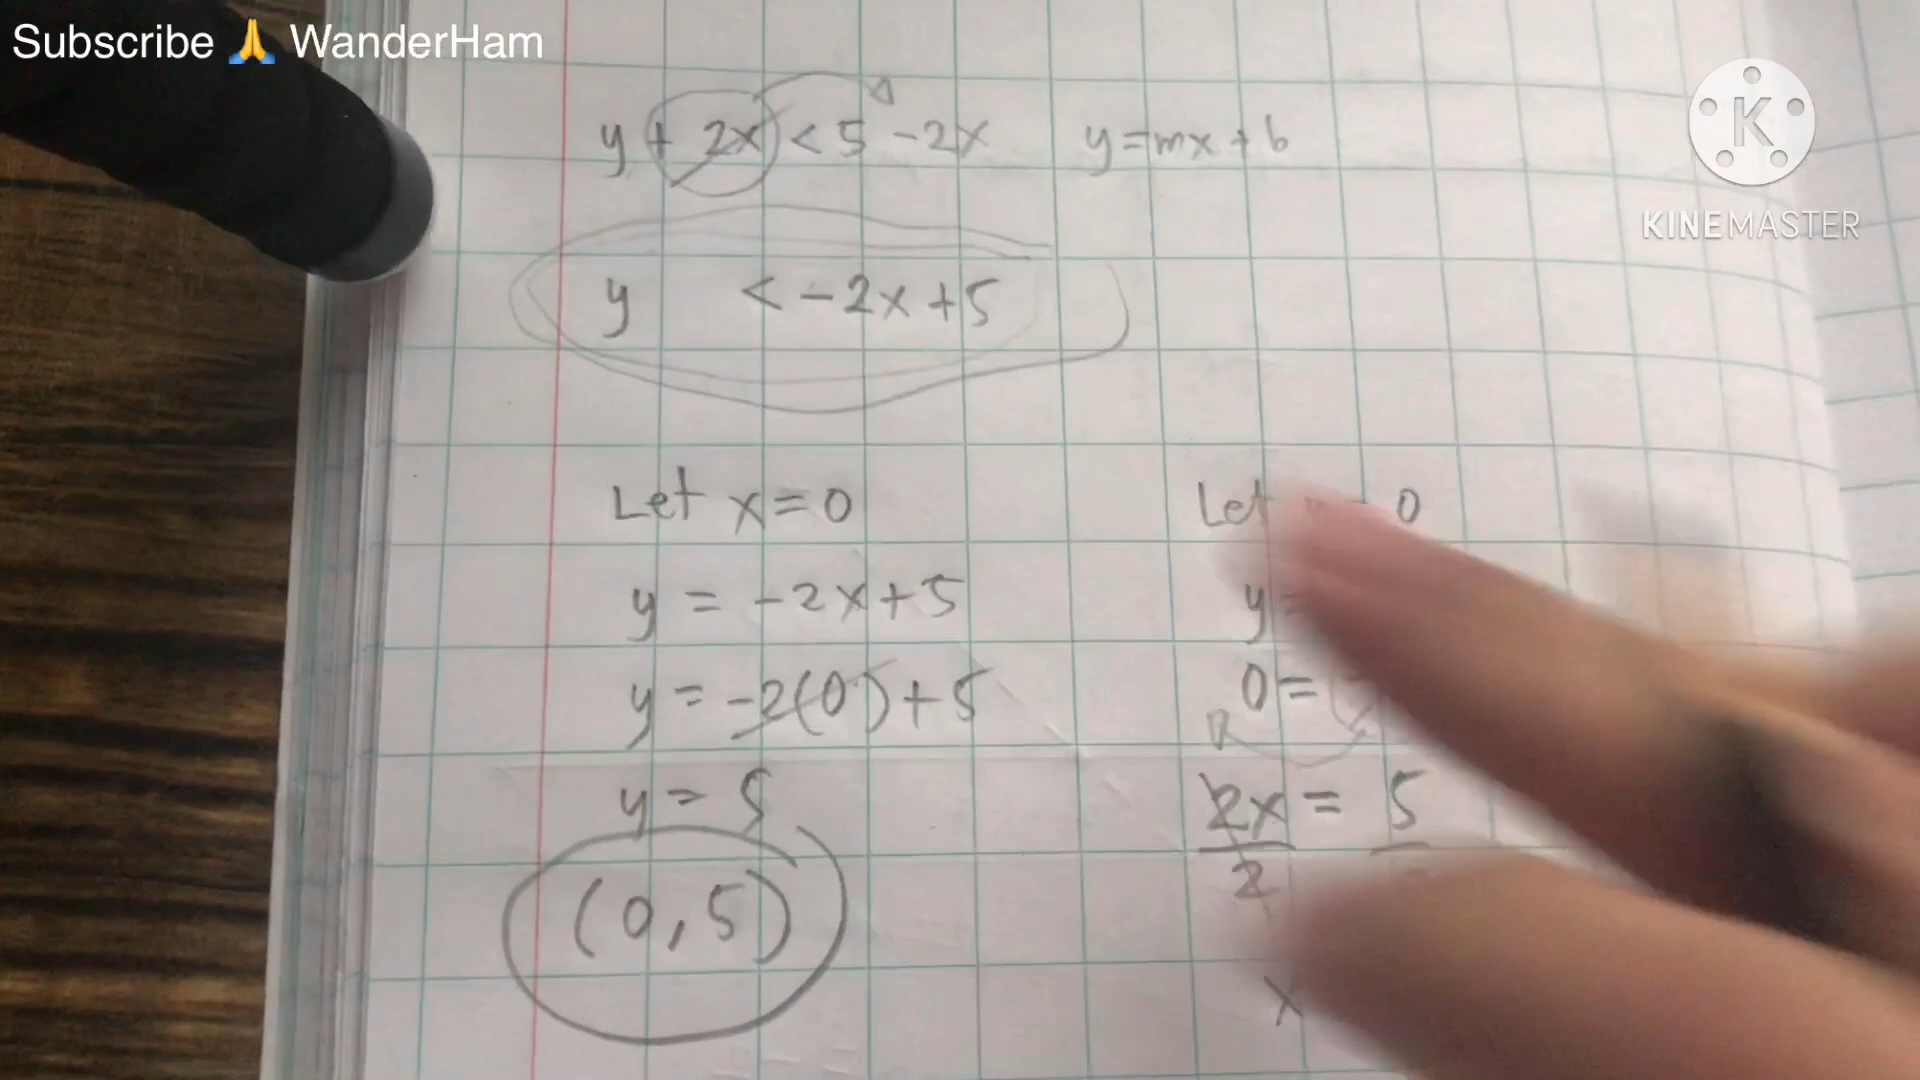 Subscribe 🙏 WanderHam
KINEMASTER
y + 2x < 5 - 2x
y = mx + b
y < - 2x + 5
Let x = 0
y = - 2x + 5
y = - 2(0) + 5
y = 5
(0, 5)
Let 0
y =
0 =
2x = 5
2
x